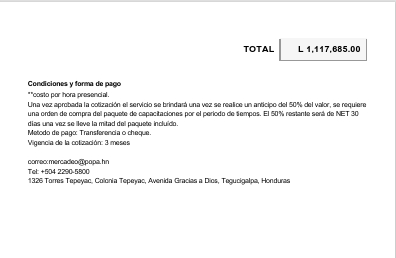 TOTAL L 1,117,685.00
Condiciones y forma de pago
**costo por hora presencial.
Una vez aprobada la cotización el servicio se brindará una vez se realice un anticipo del 50% del valor, se requiere
una orden de compra del paquete de capacitaciones por el periodo de tiempos. El 50% restante será de NET 30
días una vez se lleve la mitad del paquete incluído.
Metodo de pago: Transferencia o cheque.
Vigencia de la cotización: 3 meses
correo:mercadeo@popa.hn
Tel: +504 2290-5800
1326 Torres Tepeyac, Colonia Tepeyac, Avenida Gracias a Dios, Tegucigalpa, Honduras